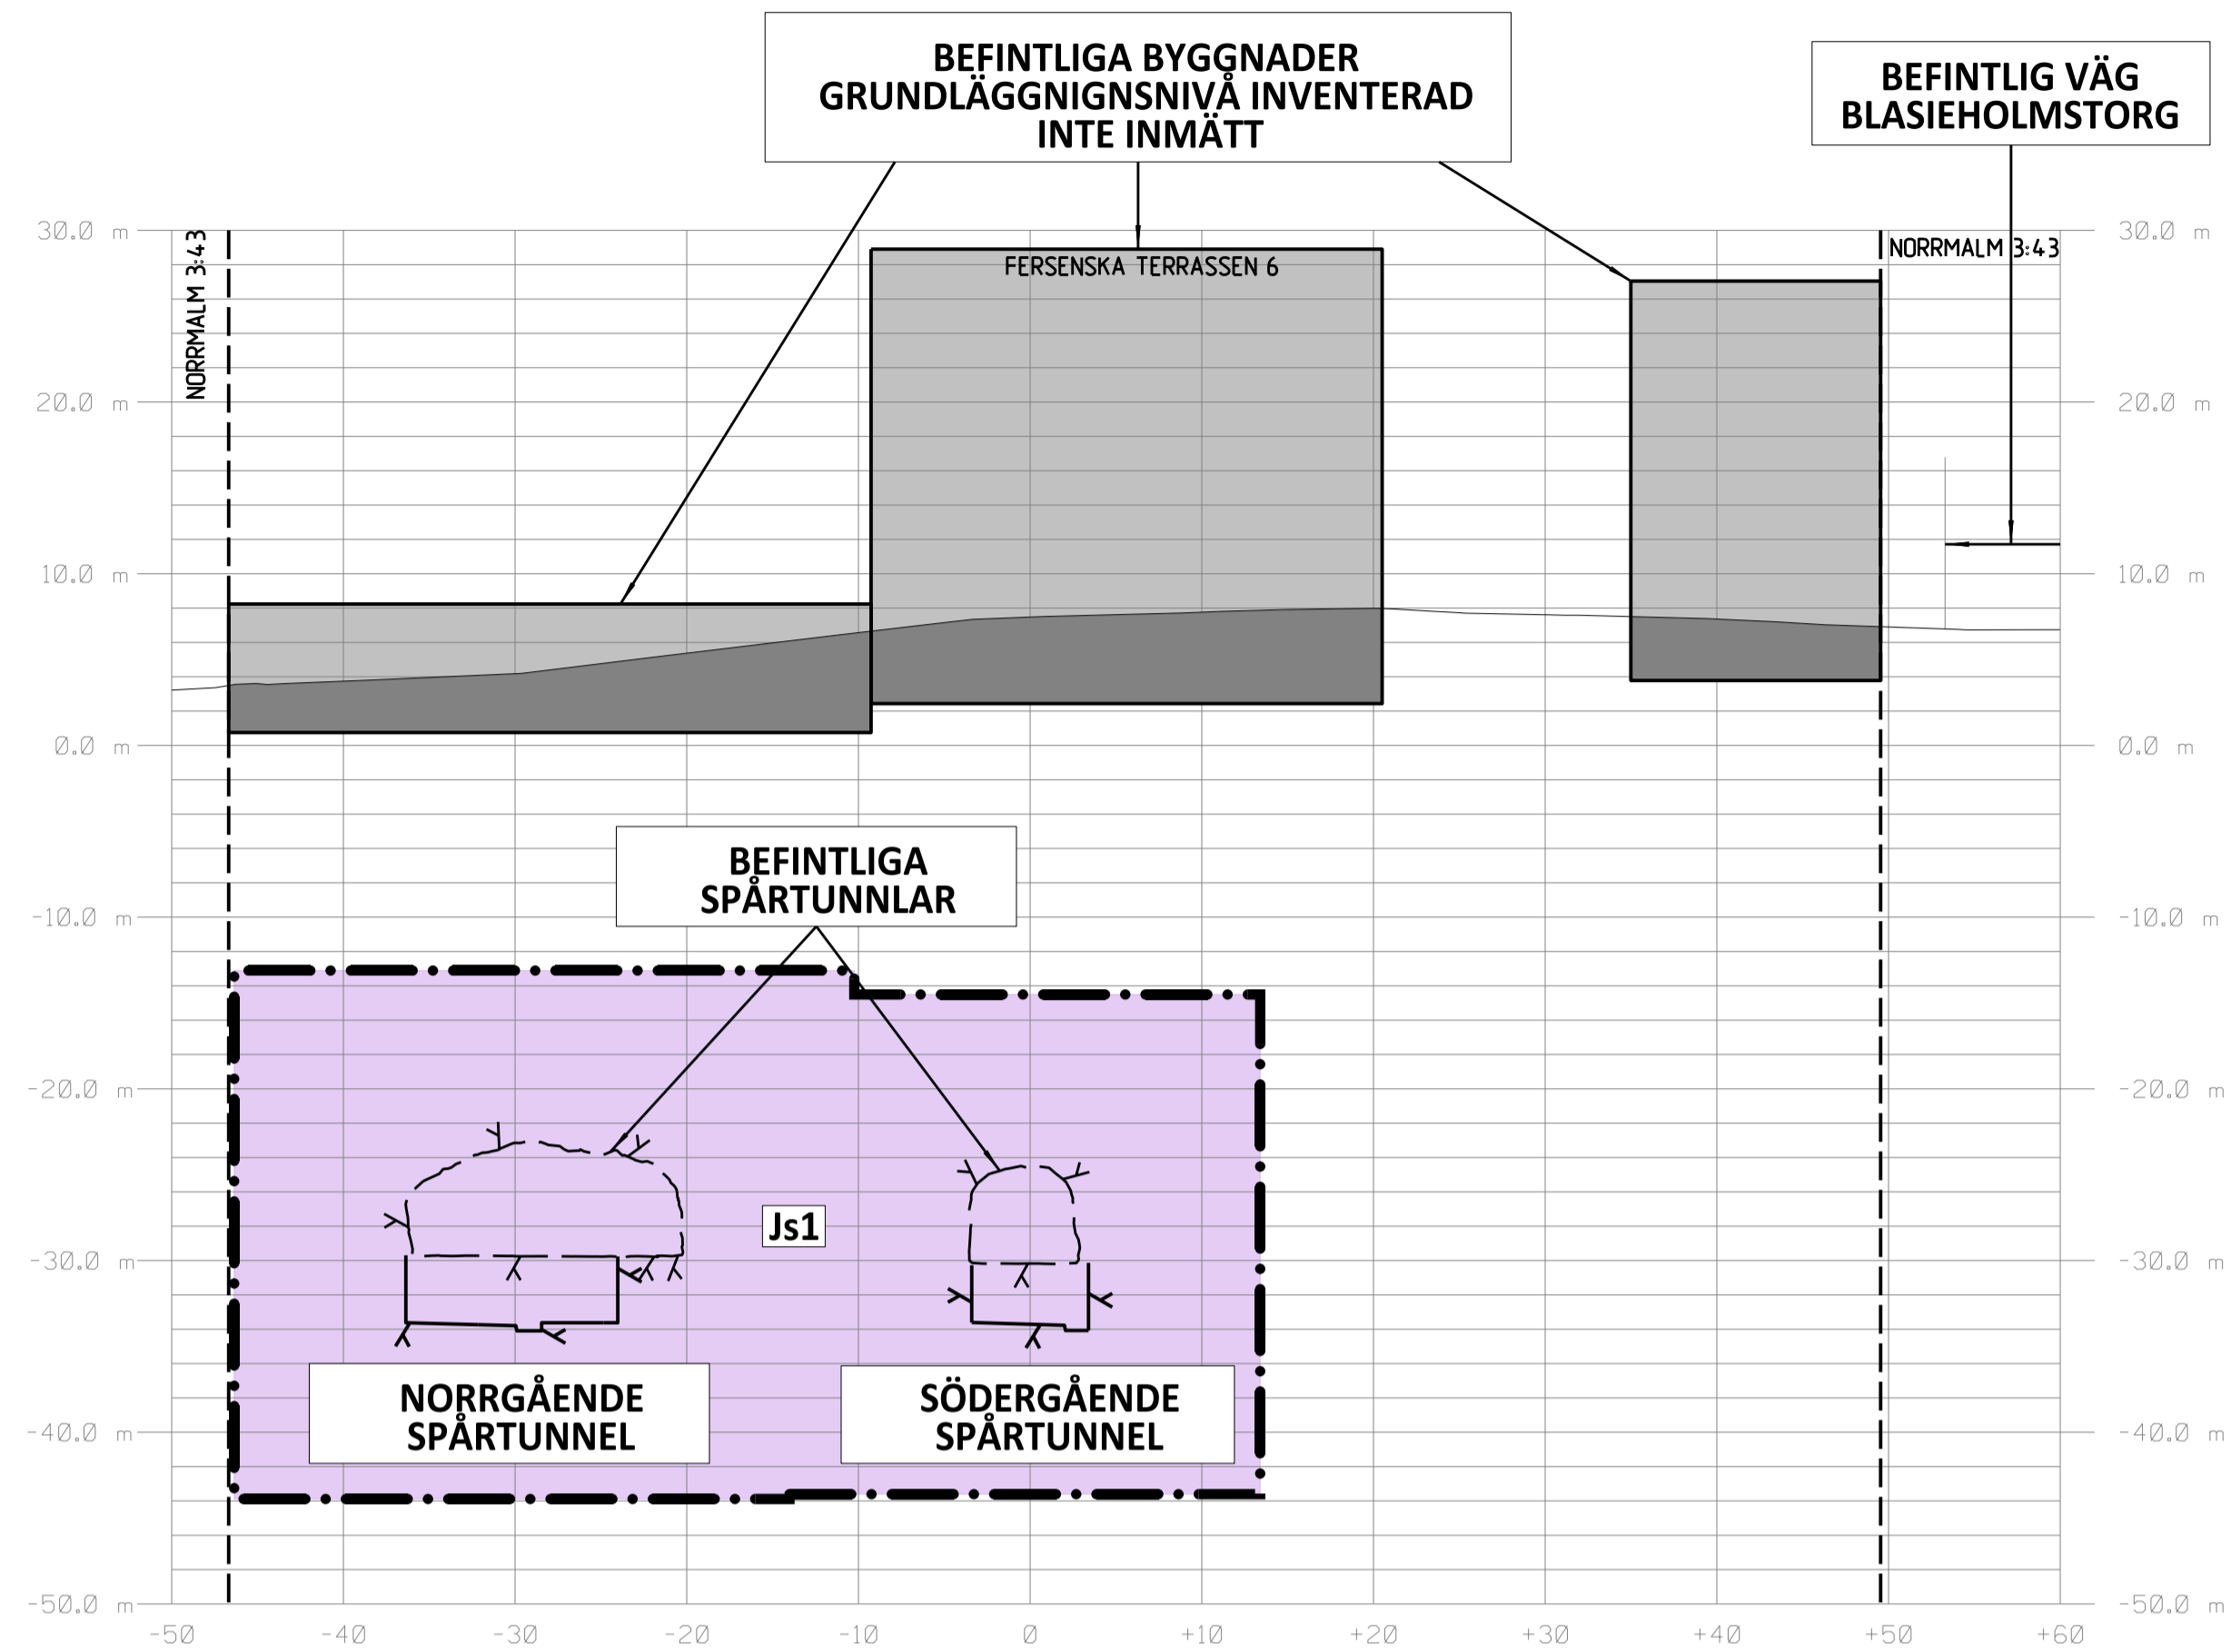 BEFINTLIGA BYGGNADER
GRUNDLÄGGNIGNSNIVÅ INVENTERAD
INTE INMÄTT
BEFINTLIG VÄG
BLASIEHOLMSTORG
30.0 m
30.0 m
NORRMALM 3:43
NORRMALM 3:43
FERSENSKA TERRASSEN 6
20.0 m
20.0 m
10.0 m
10.0 m
0.0 m
0.0 m
BEFINTLIGA
SPÅRTUNNLAR
-10.0 m
-10.0 m
-20.0 m
-20.0 m
Js1
-30.0 m
-30.0 m
NORRGÅENDE
SPÅRTUNNEL
SÖDERGÅENDE
SPÅRTUNNEL
-40.0 m
-40.0 m
-50.0 m
-50.0 m
-50 -40 -30 -20 -10 0 +10 +20 +30 +40 +50 +60